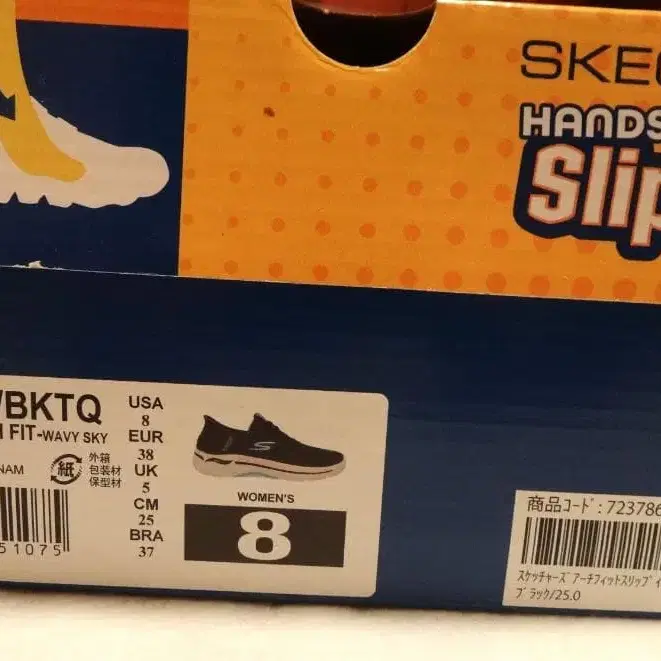 SKEC
HANDS
Slip
/BKTQ
FIT-WAVY SKY
NAM
紙
外箱
包装材
保型材
51075
USA
8
EUR
38
UK
5
CM
25
BRA
37
S
WOMEN'S
8
商品コード:723786
スケッチャーズ アーチフィットスリップイ
ブラック/25.0